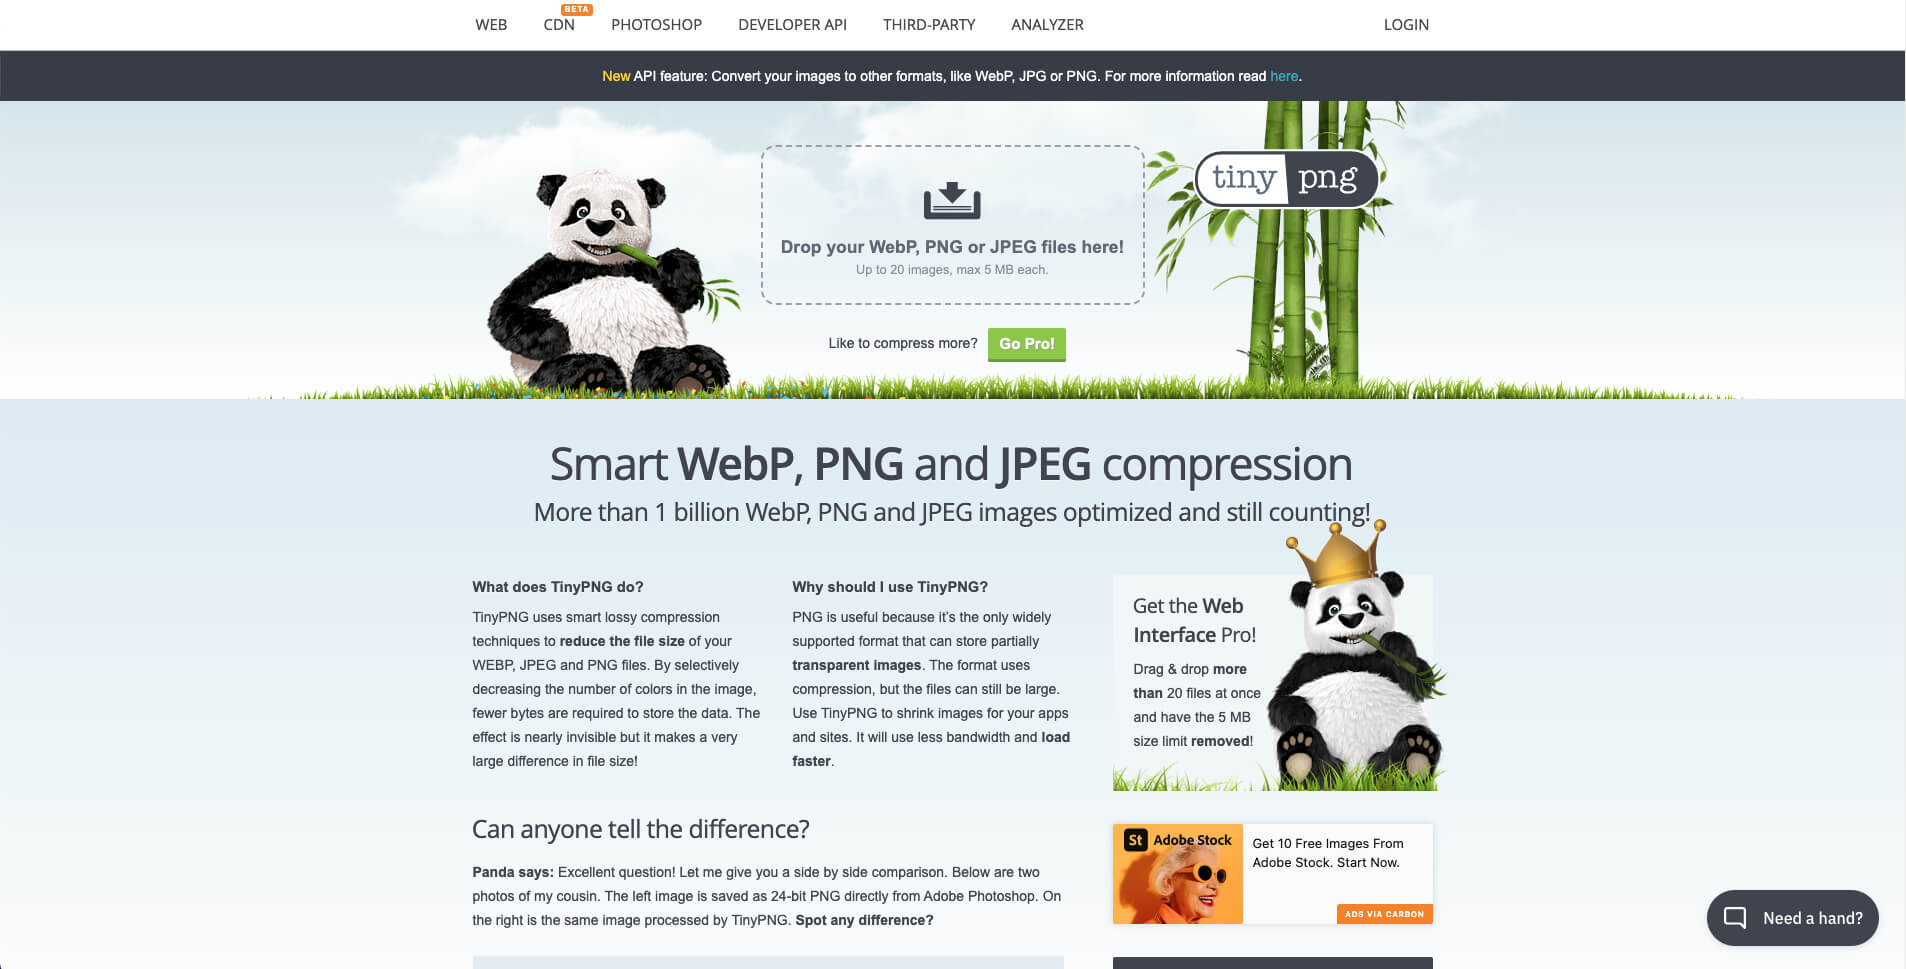 WEB
CDN
BETA
PHOTOSHOP
DEVELOPER API
THIRD-PARTY
ANALYZER
LOGIN
New API feature: Convert your images to other formats, like WebP, JPG or PNG. For more information read here.
tiny png
Drop your WebP, PNG or JPEG files here!
Up to 20 images, max 5 MB each.
Like to compress more?
Go Pro!
Smart WebP, PNG and JPEG compression
More than 1 billion WebP, PNG and JPEG images optimized and still counting!
What does TinyPNG do?
TinyPNG uses smart lossy compression
techniques to reduce the file size of your
WEBP, JPEG and PNG files. By selectively
decreasing the number of colors in the image,
fewer bytes are required to store the data. The
effect is nearly invisible but it makes a very
large difference in file size!
Why should I use TinyPNG?
PNG is useful because it's the only widely
supported format that can store partially
transparent images. The format uses
compression, but the files can still be large.
Use TinyPNG to shrink images for your apps
and sites. It will use less bandwidth and load
faster.
Get the Web
Interface Pro!
Drag & drop more
than 20 files at once
and have the 5 MB
size limit removed!
Can anyone tell the difference?
Panda says: Excellent question! Let me give you a side by side comparison. Below are two
photos of my cousin. The left image is saved as 24-bit PNG directly from Adobe Photoshop. On
the right is the same image processed by TinyPNG. Spot any difference?
St Adobe Stock
Get 10 Free Images From
Adobe Stock. Start Now.
ADS VIA CARBON
Need a hand?